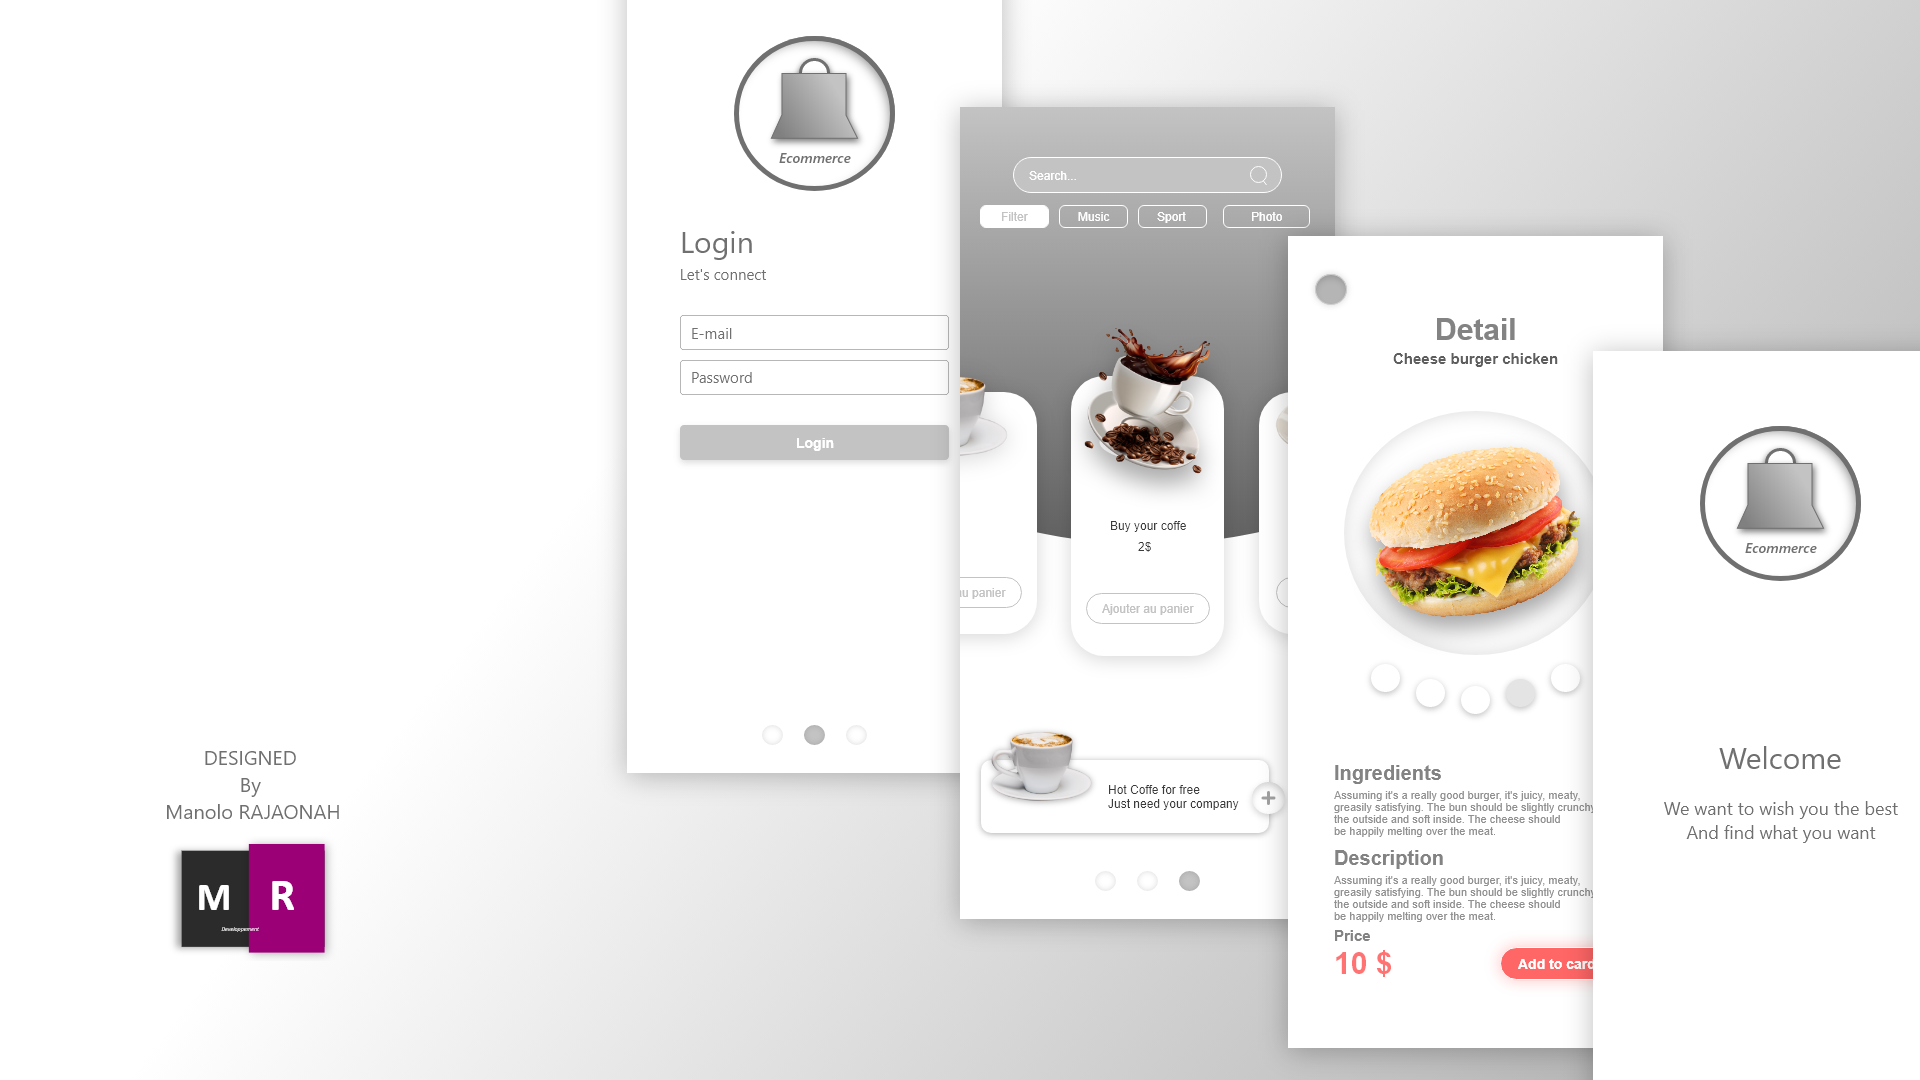 Ecommerce
Login
Let's connect
E-mail
Password
Login
Search...
Filter
Music
Sport
Photo
au panier
Buy your coffe
2$
Ajouter au panier
Hot Coffe for free
Just need your company
+
Detail
Cheese burger chicken
Ingredients
Assuming it's a really good burger, it's juicy, meaty,
greasily satisfying. The bun should be slightly crunchy
the outside and soft inside. The cheese should
be happily melting over the meat.
Description
Assuming it's a really good burger, it's juicy, meaty,
greasily satisfying. The bun should be slightly crunchy
the outside and soft inside. The cheese should
be happily melting over the meat.
Price
10 $
Add to card
Ecommerce
Welcome
We want to wish you the best
And find what you want
DESIGNED
By
Manolo RAJAONAH
M R
Developpement